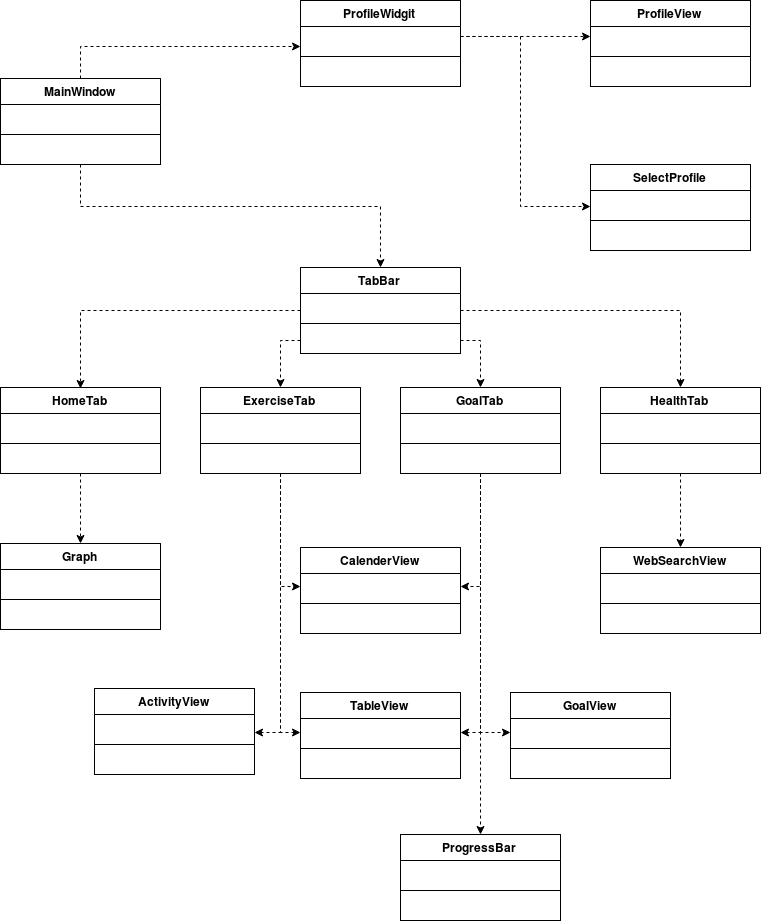 ProfileWidgit
ProfileView
MainWindow
SelectProfile
TabBar
HomeTab
ExerciseTab
GoalTab
HealthTab
Graph
CalenderView
WebSearchView
ActivityView
TableView
GoalView
ProgressBar